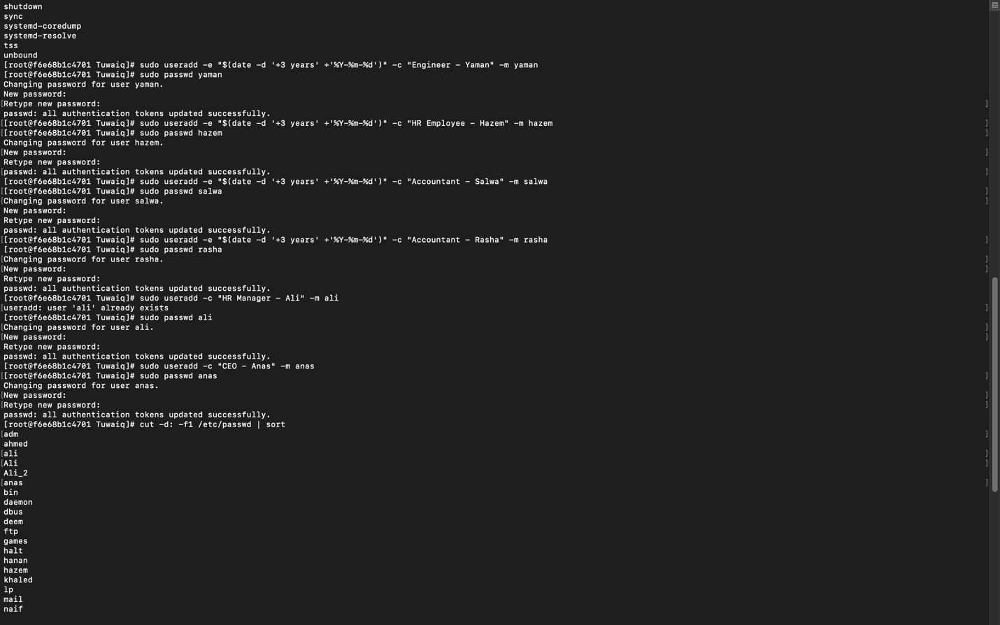 shutdown
sync
systemd-coredump
systemd-resolve
tss
unbound
[root@f6e68b1c4701 Tuwaiq]# sudo useradd -e "$(date -d '+3 years' +'%Y-%m-%d')" -c "Engineer - Yaman" -m yaman
[root@f6e68b1c4701 Tuwaiq]# sudo passwd yaman
Changing password for user yaman.
New password:
[Retype new password: ]
passwd: all authentication tokens updated successfully.
[[root@f6e68b1c4701 Tuwaiq]# sudo useradd -e "$(date -d '+3 years' +'%Y-%m-%d')" -c "HR Employee - Hazem" -m hazem ]
[[root@f6e68b1c4701 Tuwaiq]# sudo passwd hazem ]
Changing password for user hazem.
[New password: ]
Retype new password:
[passwd: all authentication tokens updated successfully. ]
[root@f6e68b1c4701 Tuwaiq]# sudo useradd -e "$(date -d '+3 years' +'%Y-%m-%d')" -c "Accountant - Salwa" -m salwa
[[root@f6e68b1c4701 Tuwaiq]# sudo passwd salwa ]
[Changing password for user salwa. ]
New password:
Retype new password:
passwd: all authentication tokens updated successfully.
[[root@f6e68b1c4701 Tuwaiq]# sudo useradd -e "$(date -d '+3 years' +'%Y-%m-%d')" -c "Accountant - Rasha" -m rasha ]
[root@f6e68b1c4701 Tuwaiq]# sudo passwd rasha
[Changing password for user rasha. ]
[New password: ]
Retype new password:
passwd: all authentication tokens updated successfully.
[root@f6e68b1c4701 Tuwaiq]# sudo useradd -c "HR Manager - Ali" -m ali
[useradd: user 'ali' already exists ]
[root@f6e68b1c4701 Tuwaiq]# sudo passwd ali
[Changing password for user ali. ]
[New password: ]
Retype new password:
passwd: all authentication tokens updated successfully.
[root@f6e68b1c4701 Tuwaiq]# sudo useradd -c "CEO - Anas" -m anas
[[root@f6e68b1c4701 Tuwaiq]# sudo passwd anas ]
Changing password for user anas.
[New password: ]
[Retype new password: ]
passwd: all authentication tokens updated successfully.
[root@f6e68b1c4701 Tuwaiq]# cut -d: -f1 /etc/passwd | sort
[adm ]
ahmed
[ali ]
[Ali ]
Ali_2
[anas ]
bin
daemon
dbus
deem
ftp
games
halt
hanan
hazem
khaled
lp
mail
naif